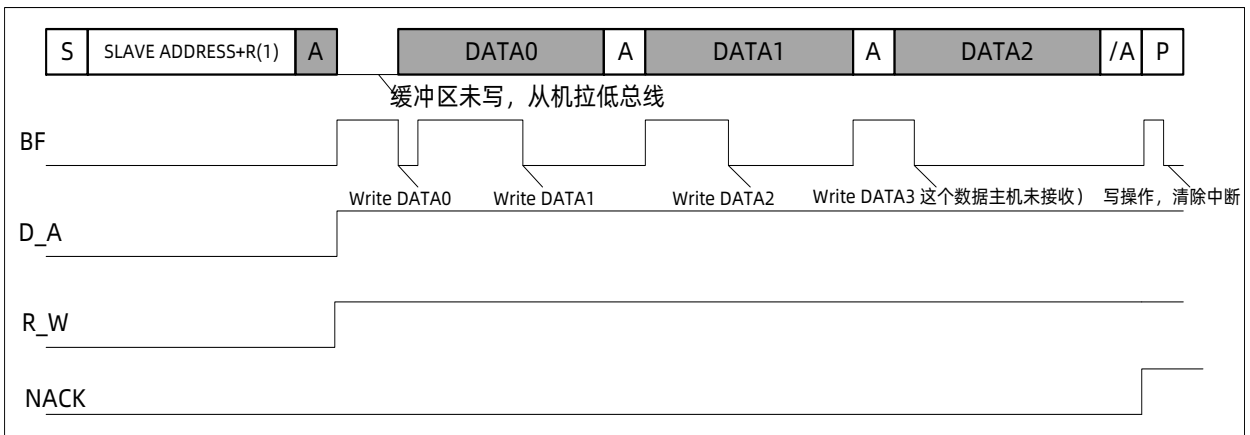 S SLAVE ADDRESS+R(1) A DATA0 A DATA1 A DATA2 /A P
缓冲区未写，从机拉低总线
BF
Write DATA0 Write DATA1 Write DATA2 Write DATA3 这个数据主机未接收） 写操作，清除中断
D_A
R_W
NACK